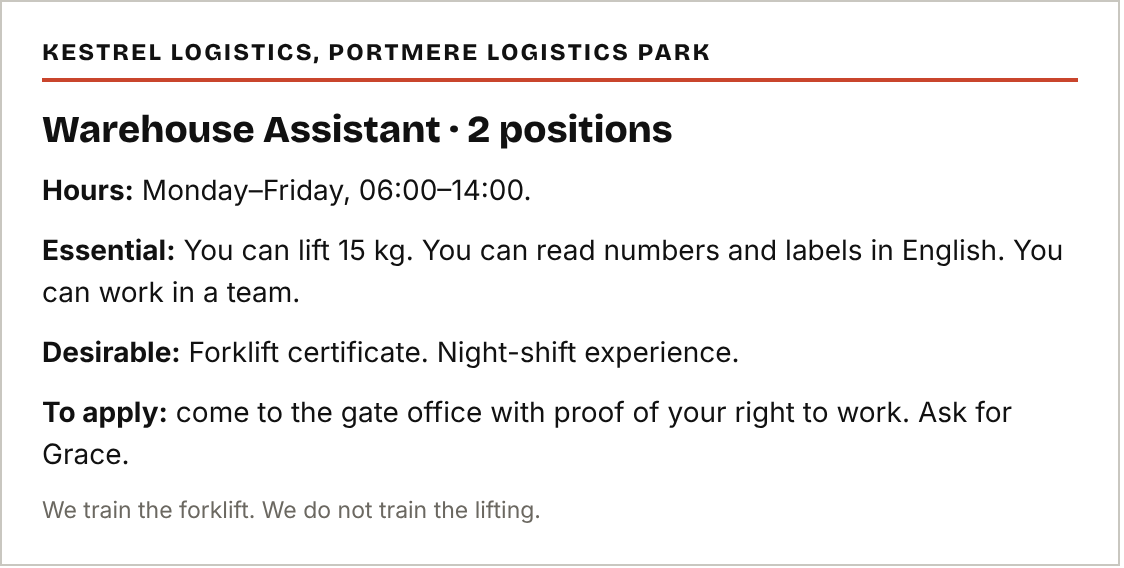 KESTREL LOGISTICS, PORTMERE LOGISTICS PARK
Warehouse Assistant · 2 positions
Hours: Monday–Friday, 06:00–14:00.
Essential: You can lift 15 kg. You can read numbers and labels in English. You
can work in a team.
Desirable: Forklift certificate. Night-shift experience.
To apply: come to the gate office with proof of your right to work. Ask for
Grace.
We train the forklift. We do not train the lifting.